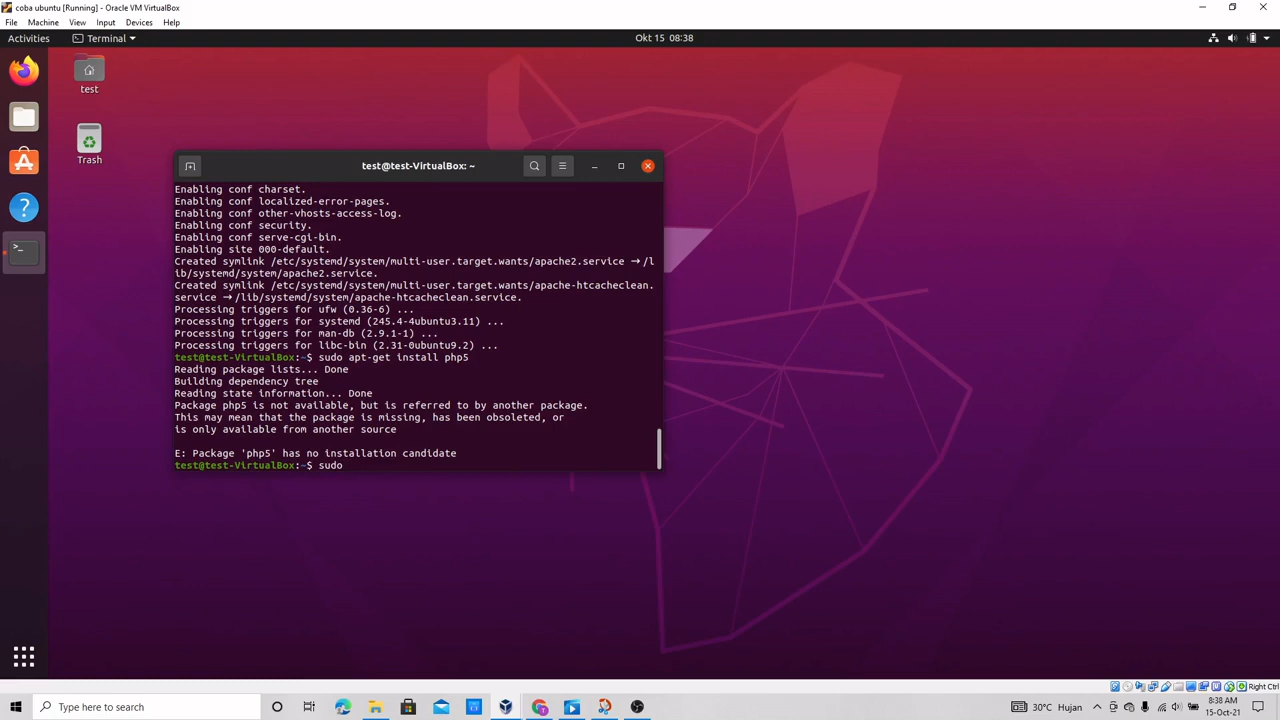 coba ubuntu [Running] - Oracle VM VirtualBox
File Machine View Input Devices Help
Activities Terminal Okt 15 08:38
test
Trash
test@test-VirtualBox: ~
Enabling conf charset.
Enabling conf localized-error-pages.
Enabling conf other-vhosts-access-log.
Enabling conf security.
Enabling conf serve-cgi-bin.
Enabling site 000-default.
Created symlink /etc/systemd/system/multi-user.target.wants/apache2.service → /l
ib/systemd/system/apache2.service.
Created symlink /etc/systemd/system/multi-user.target.wants/apache-htcacheclean.
service → /lib/systemd/system/apache-htcacheclean.service.
Processing triggers for ufw (0.36-6) ...
Processing triggers for systemd (245.4-4ubuntu3.11) ...
Processing triggers for man-db (2.9.1-1) ...
Processing triggers for libc-bin (2.31-0ubuntu9.2) ...
test@test-VirtualBox:~$ sudo apt-get install php5
Reading package lists... Done
Building dependency tree
Reading state information... Done
Package php5 is not available, but is referred to by another package.
This may mean that the package is missing, has been obsoleted, or
is only available from another source
E: Package 'php5' has no installation candidate
test@test-VirtualBox:~$ sudo
Right Ctrl
Type here to search
30°C Hujan
8:38 AM
15-Oct-21